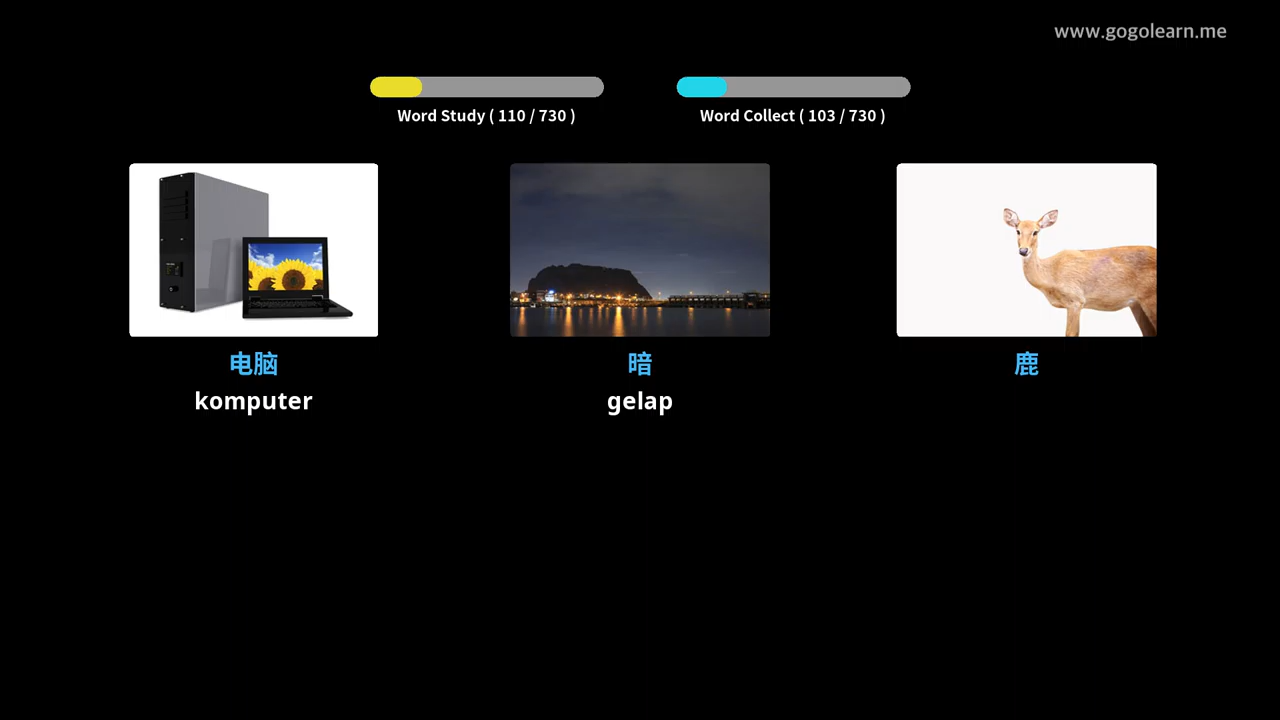 www.gogolearn.me
Word Study ( 110 / 730 )
Word Collect ( 103 / 730 )
电脑
暗
鹿
komputer
gelap